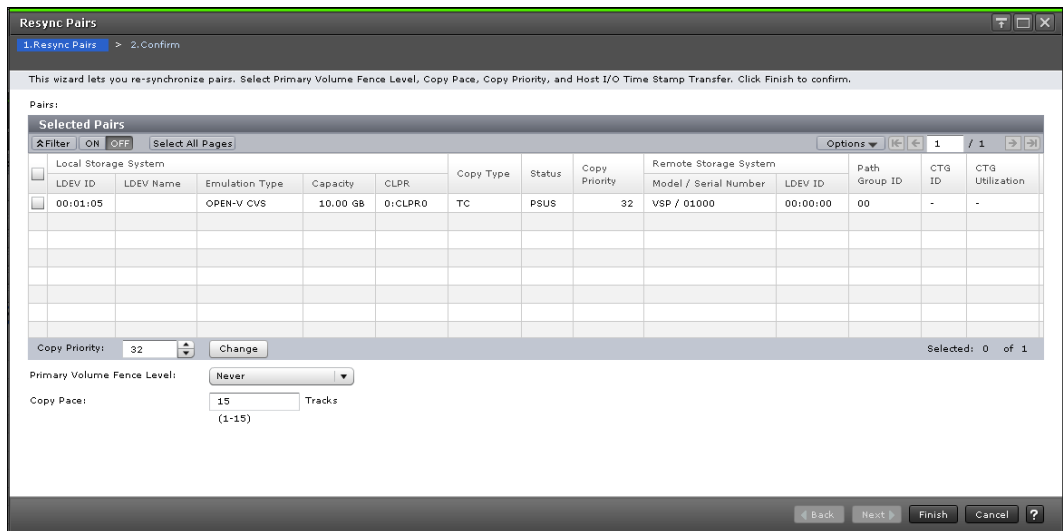 Resync Pairs
1.Resync Pairs > 2.Confirm
This wizard lets you re-synchronize pairs. Select Primary Volume Fence Level, Copy Pace, Copy Priority, and Host I/O Time Stamp Transfer. Click Finish to confirm.
Pairs:
Selected Pairs
Filter ON OFF Select All Pages Options 1 / 1
Local Storage System Copy Type Status Copy Priority Remote Storage System Path Group ID CTG ID CTG Utilization
LDEV ID LDEV Name Emulation Type Capacity CLPR Model / Serial Number LDEV ID
00:01:05 OPEN-V CVS 10.00 GB 0:CLPR0 TC PSUS 32 VSP / 01000 00:00:00 00 - -
Copy Priority: 32 Change Selected: 0 of 1
Primary Volume Fence Level: Never
Copy Pace: 15 Tracks
(1-15)
Back Next Finish Cancel ?